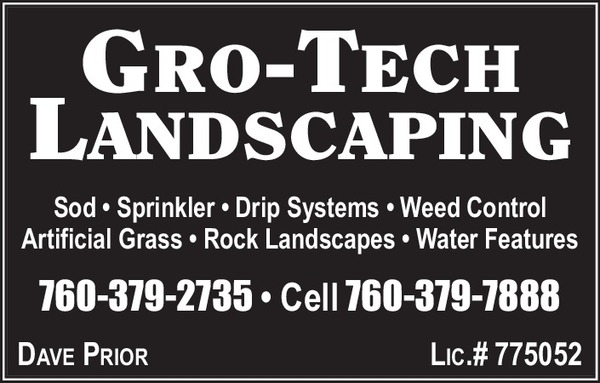 GRO-TECH
LANDSCAPING
Sod • Sprinkler • Drip Systems • Weed Control
Artificial Grass • Rock Landscapes • Water Features
760-379-2735 • Cell 760-379-7888
DAVE PRIOR LIC.# 775052